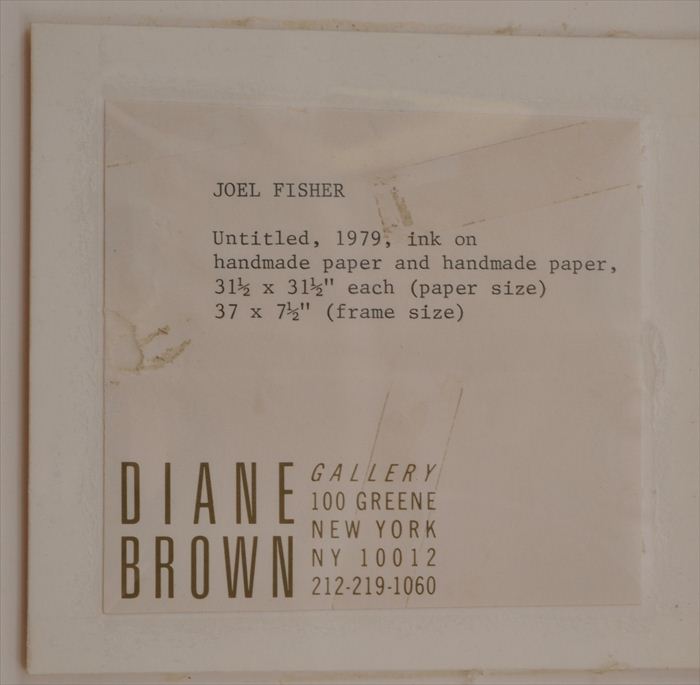 JOEL FISHER
Untitled, 1979, ink on
handmade paper and handmade paper,
31½ x 31½" each (paper size)
37 x 7½" (frame size)
DIANE
BROWN
GALLERY
100 GREENE
NEW YORK
NY 10012
212-219-1060